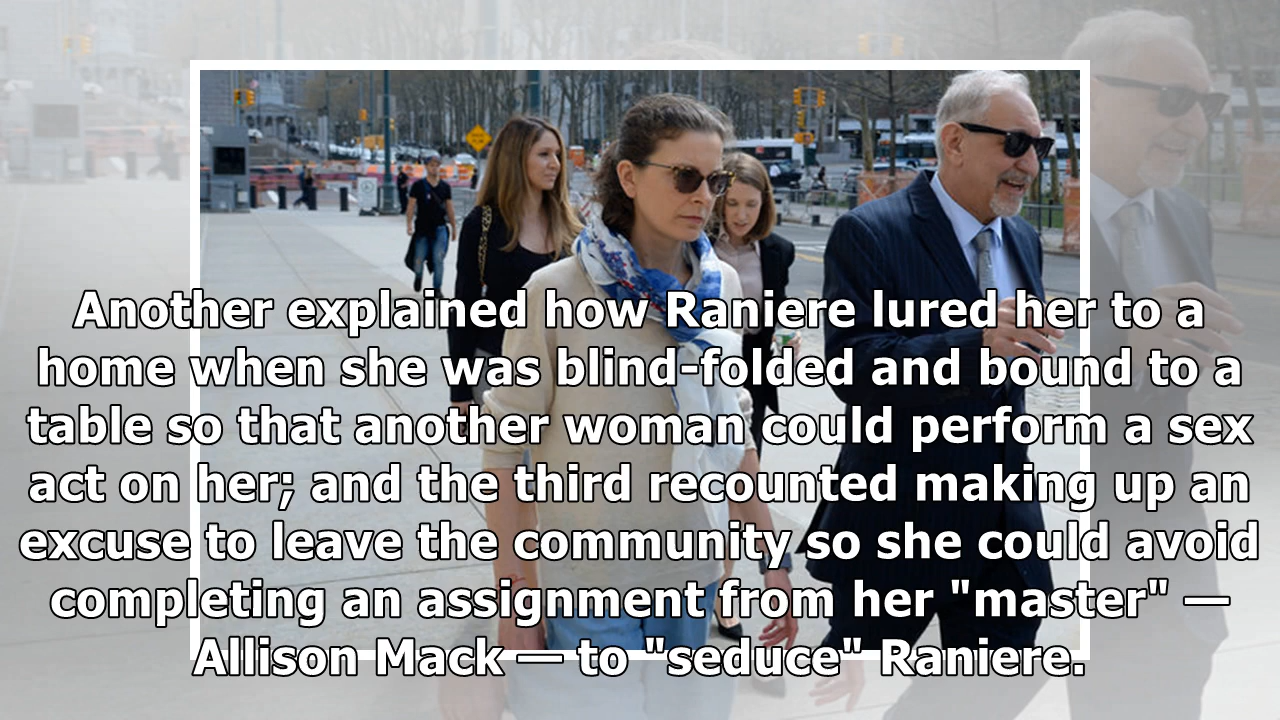 Another explained how Raniere lured her to a
home when she was blind-folded and bound to a
table so that another woman could perform a sex
act on her; and the third recounted making up an
excuse to leave the community so she could avoid
completing an assignment from her "master" —
Allison Mack — to "seduce" Raniere.